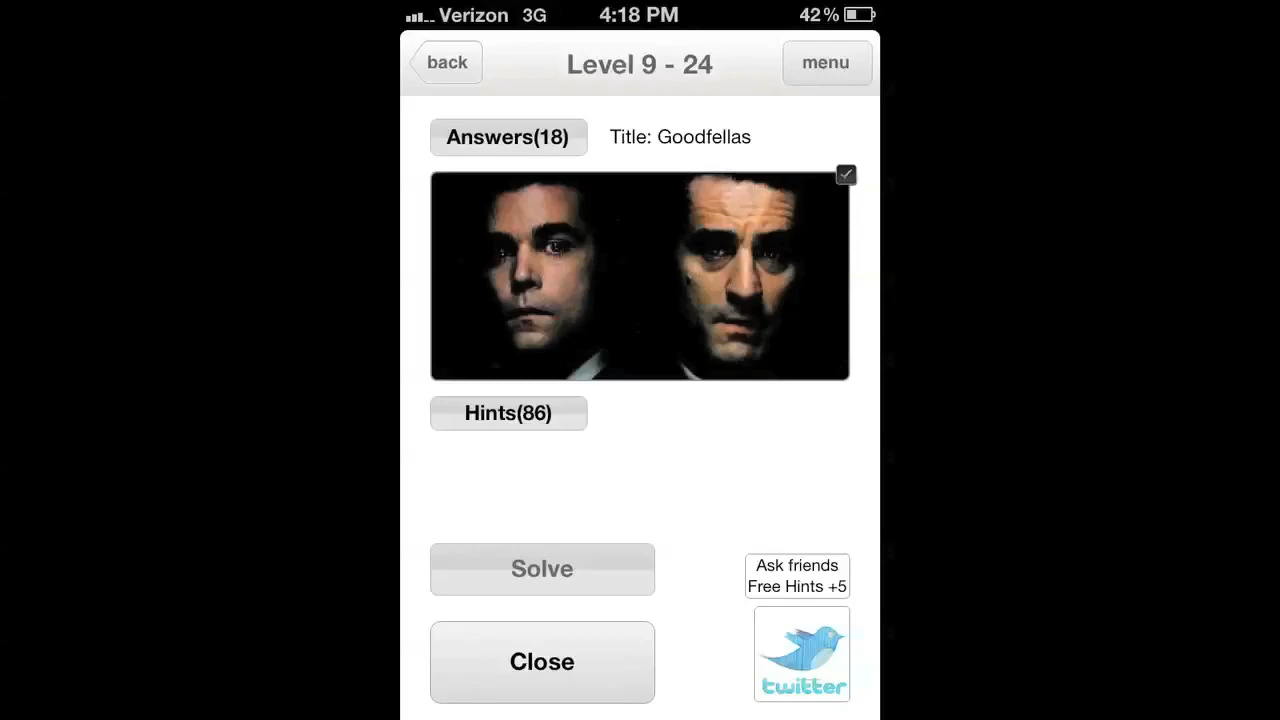 Verizon 3G 4:18 PM 42%
back Level 9 - 24 menu
Answers(18) Title: Goodfellas
Hints(86)
Solve
Ask friends
Free Hints +5
Close
twitter